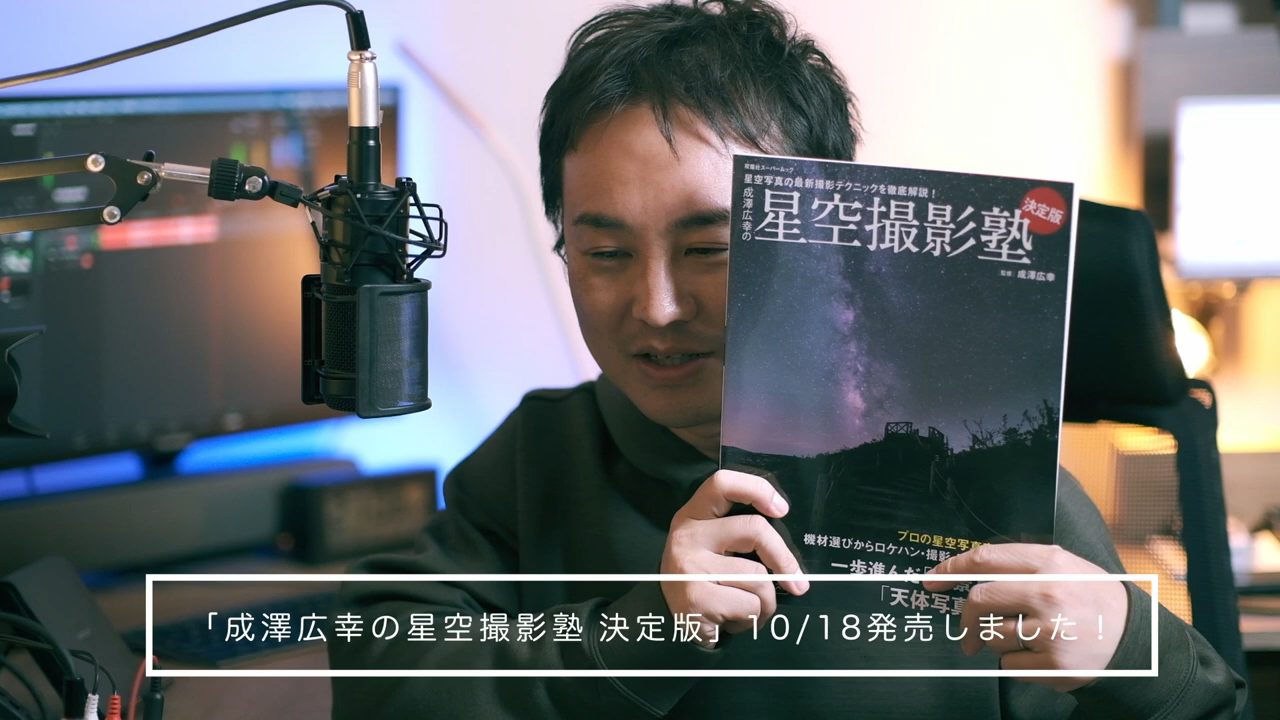 双葉社スーパームック
星空写真の最新撮影テクニックを徹底解説！
成澤広幸の
星空撮影塾
決定版
監修 成澤広幸
プロの星空写真
機材選びからロケハン・撮影
一歩進んだ「
「天体写真
「成澤広幸の星空撮影塾 決定版」10/18発売しました！